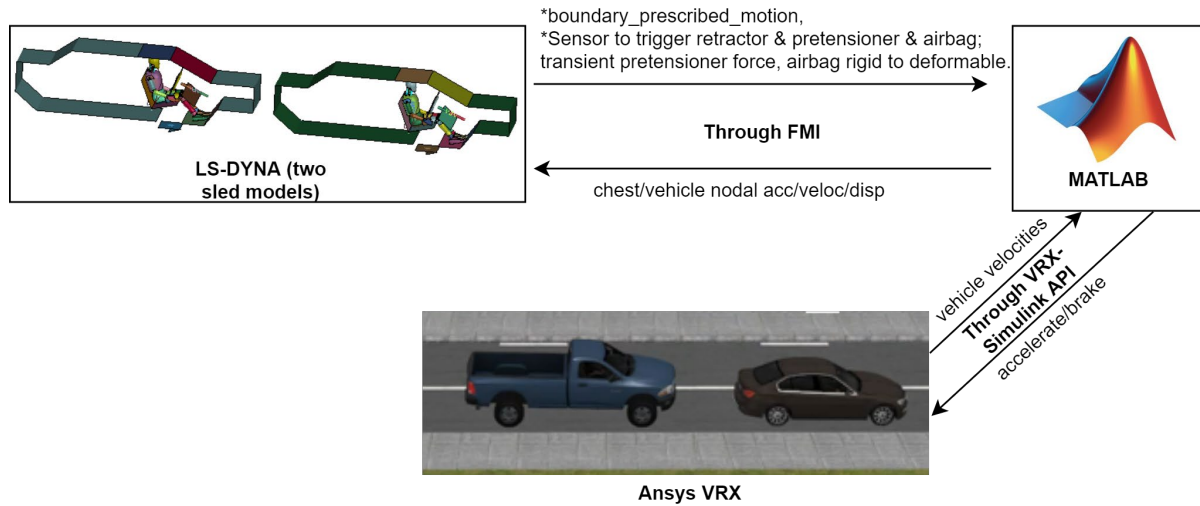 *boundary_prescribed_motion,
*Sensor to trigger retractor & pretensioner & airbag;
transient pretensioner force, airbag rigid to deformable.
Through FMI
LS-DYNA (two
sled models)
chest/vehicle nodal acc/veloc/disp
MATLAB
vehicle velocities
Through VRX-
Simulink API
accelerate/brake
Ansys VRX